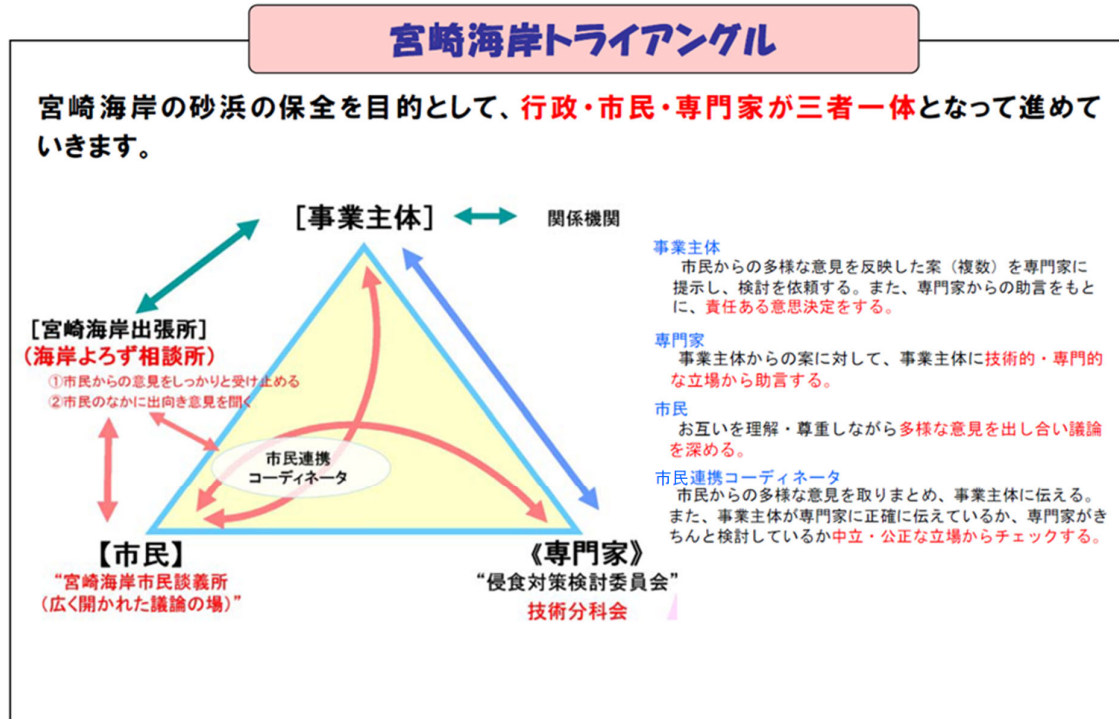 宮崎海岸トライアングル
宮崎海岸の砂浜の保全を目的として、行政・市民・専門家が三者一体となって進めて
いきます。
[事業主体]
関係機関
[宮崎海岸出張所]
(海岸よろず相談所)
①市民からの意見をしっかりと受け止める
②市民のなかに出向き意見を聞く
市民連携
コーディネータ
【市民】
“宮崎海岸市民談義所
(広く開かれた議論の場)”
《専門家》
“侵食対策検討委員会”
技術分科会
事業主体
市民からの多様な意見を反映した案（複数）を専門家に
提示し、検討を依頼する。また、専門家からの助言をもと
に、責任ある意思決定をする。
専門家
事業主体からの案に対して、事業主体に技術的・専門的
な立場から助言する。
市民
お互いを理解・尊重しながら多様な意見を出し合い議論
を深める。
市民連携コーディネータ
市民からの多様な意見を取りまとめ、事業主体に伝える。
また、事業主体が専門家に正確に伝えているか、専門家がき
ちんと検討しているか中立・公正な立場からチェックする。